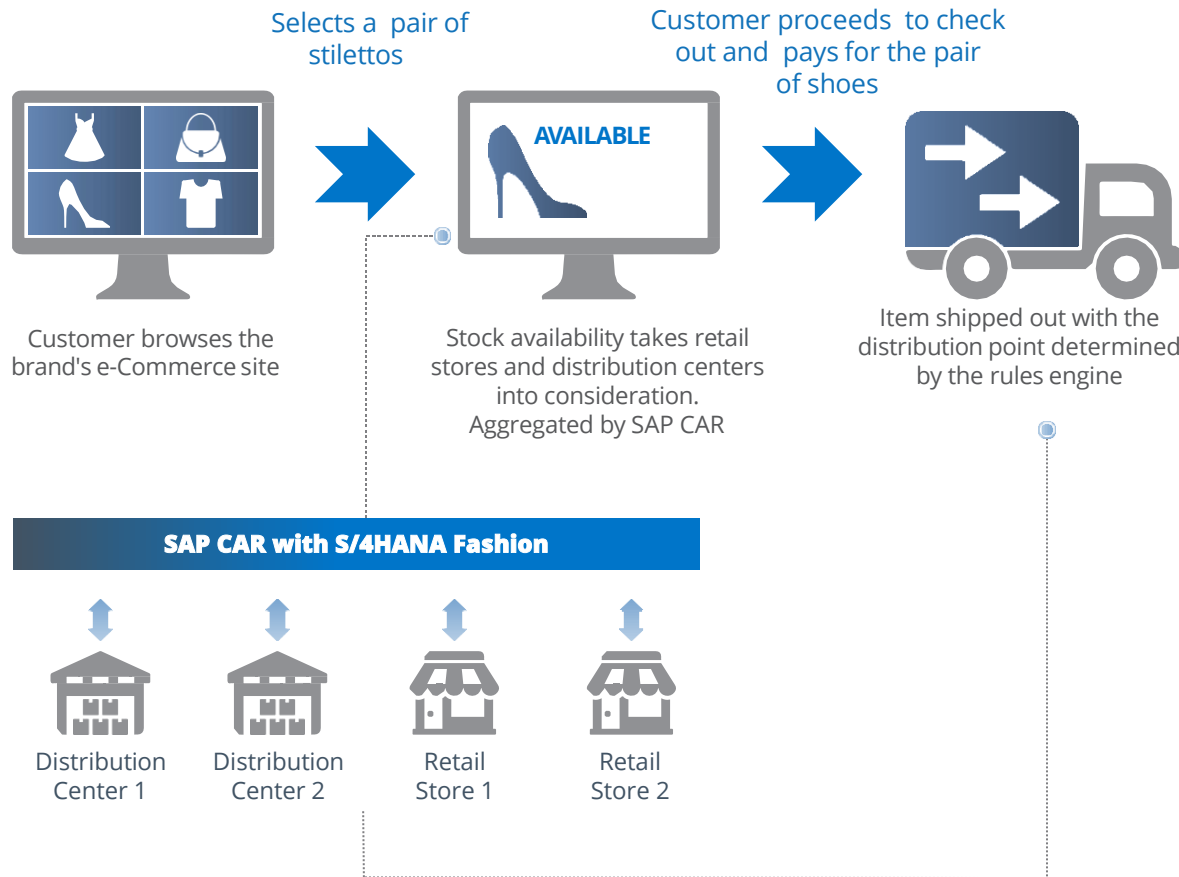 Selects a pair of
stilettos
Customer proceeds to check
out and pays for the pair
of shoes
AVAILABLE
Customer browses the
brand's e-Commerce site
Stock availability takes retail
stores and distribution centers
into consideration.
Aggregated by SAP CAR
Item shipped out with the
distribution point determined
by the rules engine
SAP CAR with S/4HANA Fashion
Distribution
Center 1
Distribution
Center 2
Retail
Store 1
Retail
Store 2